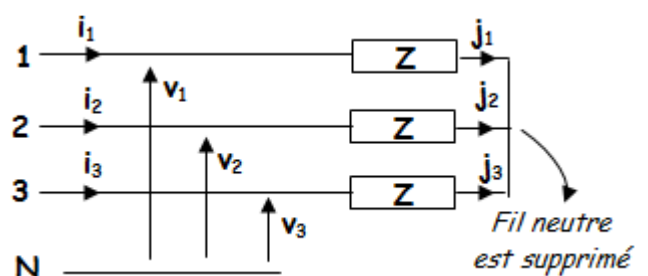 1 i₁ Z j₁
v₁
2 i₂ Z j₂
v₂
3 i₃ Z j₃
v₃
N
Fil neutre
est supprimé